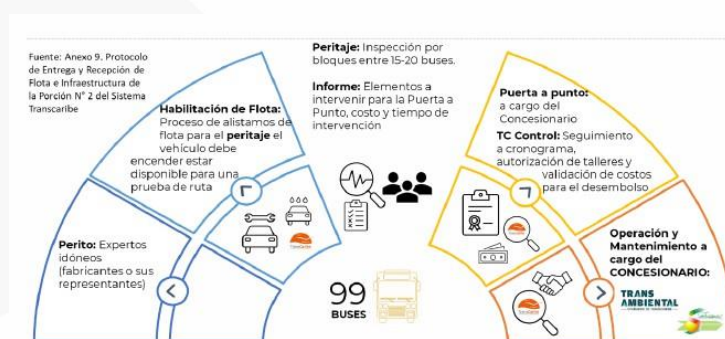 Fuente: Anexo 9, Protocolo
de Entrega y Recepción de
Flota e Infraestructura de
la Porción N° 2 del Sistema
Transcaribe
Habilitación de Flota:
Proceso de alistamos de
flota para el peritaje el
vehículo debe
encender estar
disponible para una
prueba de ruta
Perito: Expertos
idóneos
(fabricantes o sus
representantes)
Peritaje: Inspección por
bloques entre 15-20 buses.
Informe: Elementos a
intervenir para la Puerta a
Punto, costo y tiempo de
intervención
99
BUSES
Puerta a punto:
a cargo del
Concesionario
TC Control: Seguimiento
a cronograma,
autorización de talleres y
validación de costos
para el desembolso
Operación y
Mantenimiento a
cargo del
CONCESIONARIO:
TRANS
AMBIENTAL